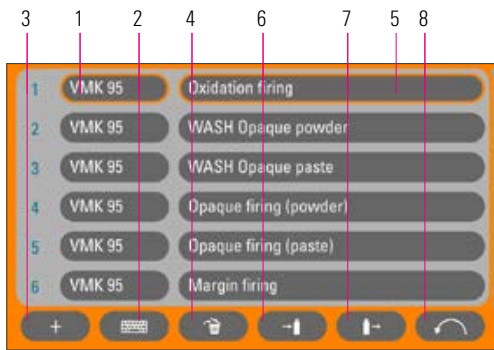 3 1 2 4 6 7 5 8
1 VMK 95 Oxidation firing
2 VMK 95 WASH Opaque powder
3 VMK 95 WASH Opaque paste
4 VMK 95 Opaque firing (powder)
5 VMK 95 Opaque firing (paste)
6 VMK 95 Margin firing
+